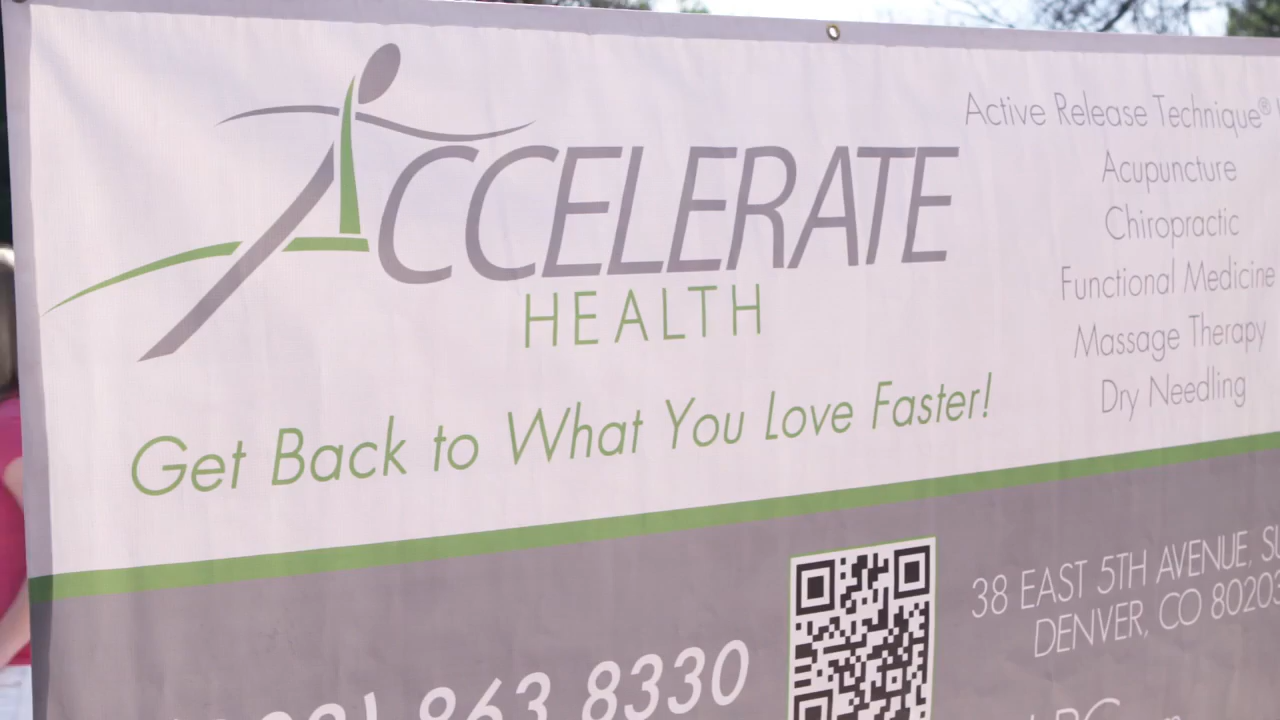 ACCELERATE
HEALTH
Get Back to What You Love Faster!
Active Release Technique®
Acupuncture
Chiropractic
Functional Medicine
Massage Therapy
Dry Needling
863 8330
38 EAST 5TH AVENUE,
DENVER, CO 80203